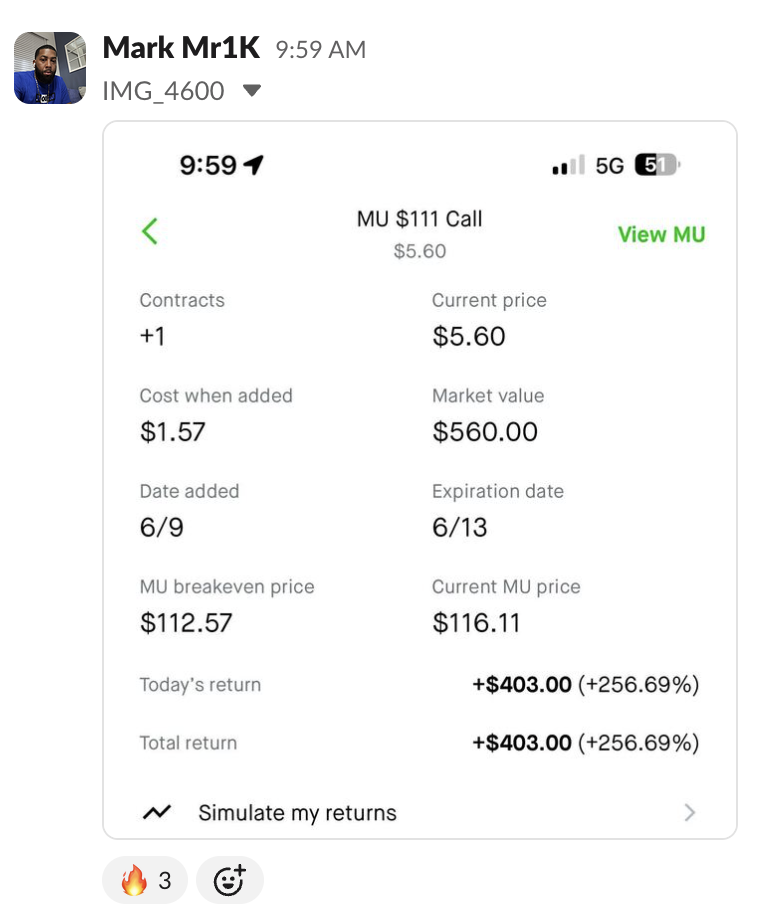 Mark Mr1K 9:59 AM
IMG_4600
9:59 5G 51
MU $111 Call
$5.60
View MU
Contracts Current price
+1 $5.60
Cost when added Market value
$1.57 $560.00
Date added Expiration date
6/9 6/13
MU breakeven price Current MU price
$112.57 $116.11
Today's return +$403.00 (+256.69%)
Total return +$403.00 (+256.69%)
Simulate my returns
3